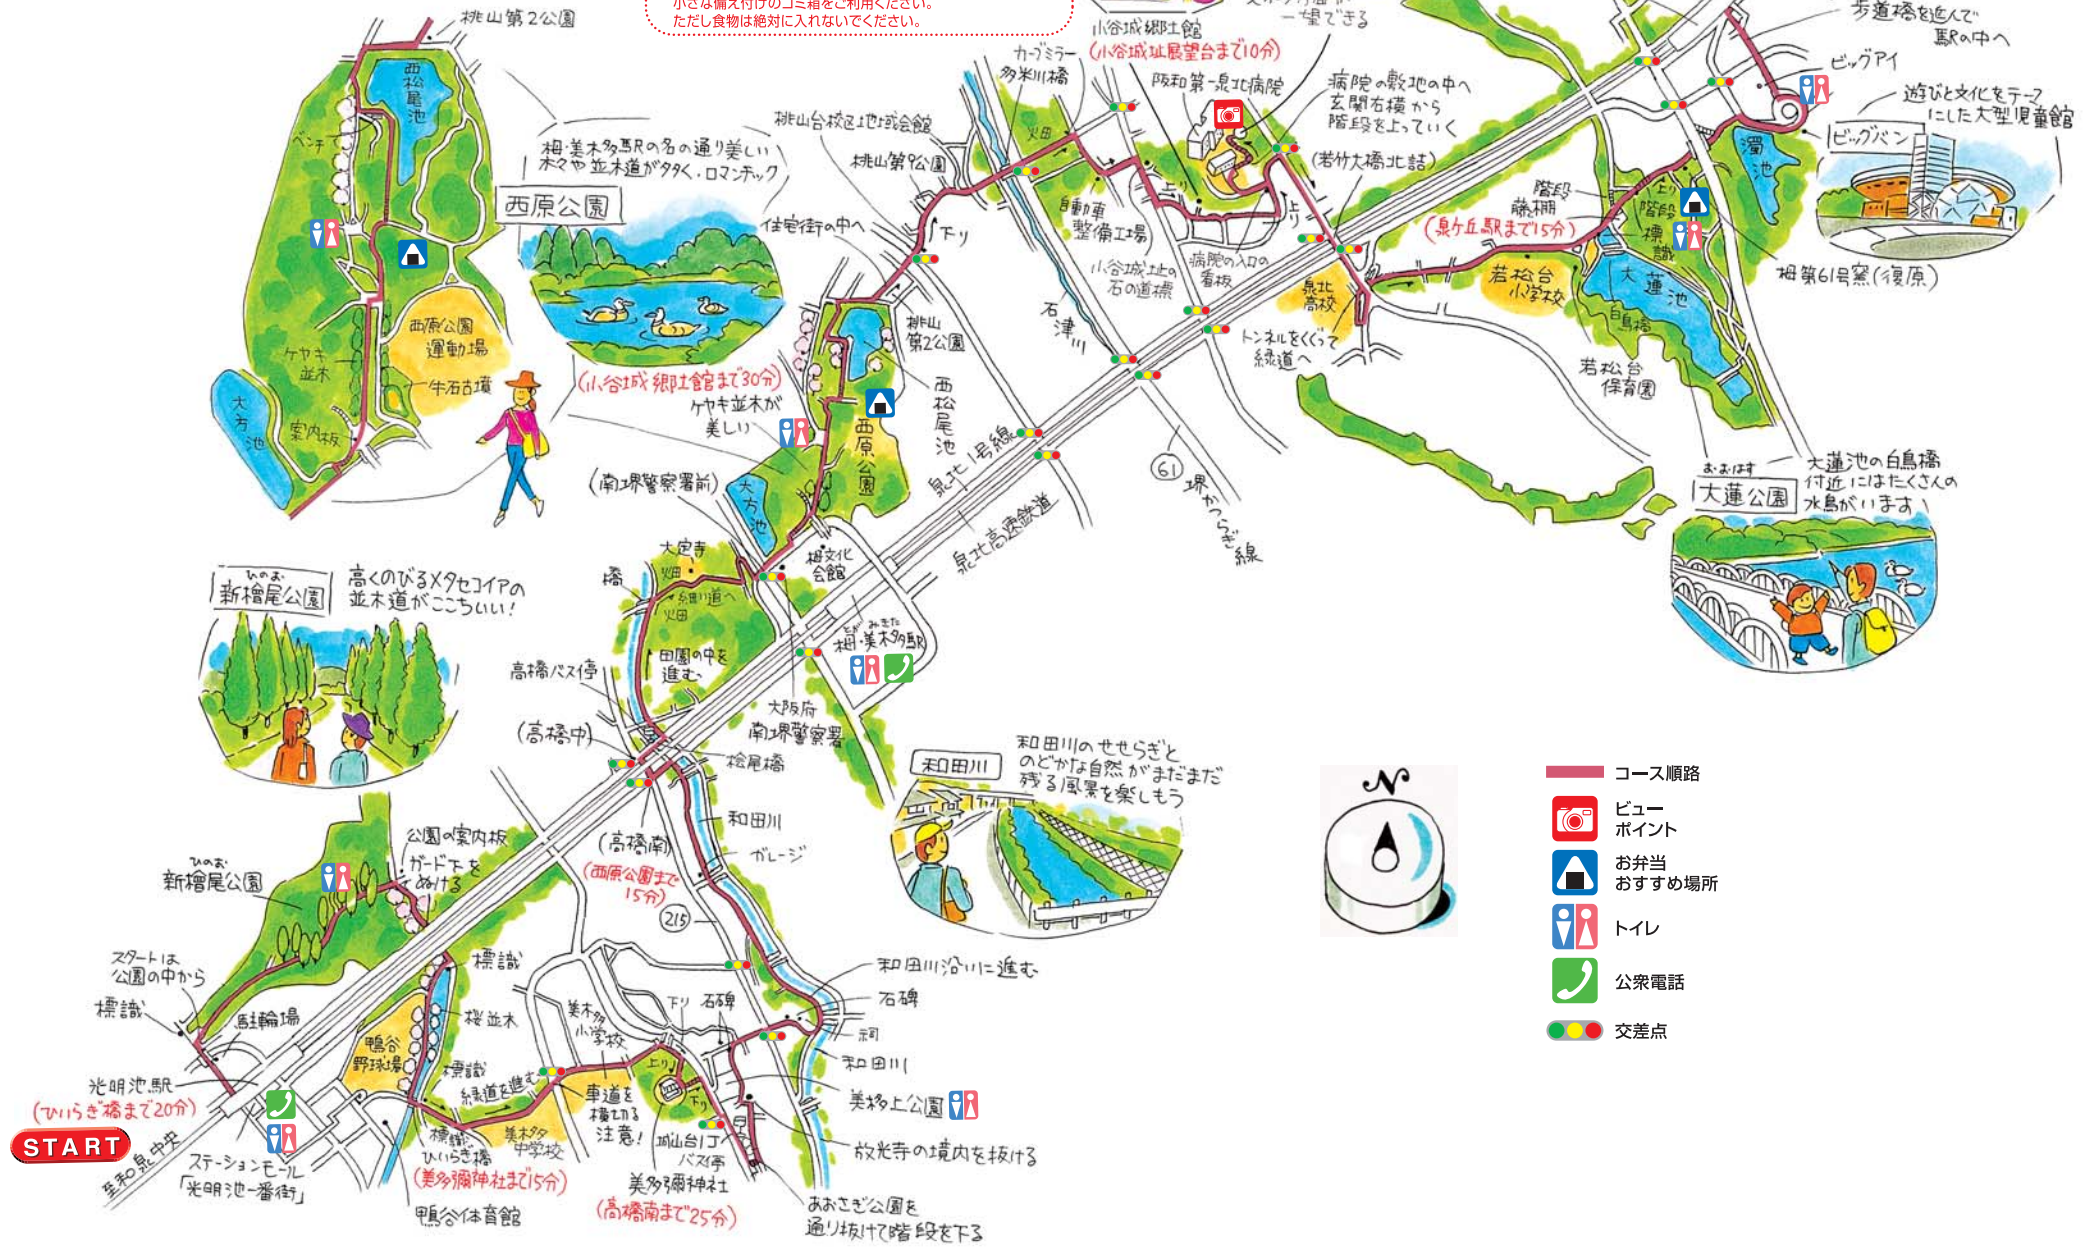 小さな備え付けのゴミ箱をご利用ください。
ただし食物は絶対に入れないでください。
桃山第2公園
西松尾池
ベンチ
栂・美木多駅の名の通り美しい
木々や並木道が多く、ロマンチック
西原公園
西原公園
運動場
ケヤキ
並木
牛石古墳
大方池
案内板
小谷城郷土館
(小谷城址展望台まで10分)
一望できる
カーブミラー
多米川橋
阪和第一泉北病院
病院の敷地の中へ
玄関右横から
階段を上っていく
(若竹大橋北詰)
桃山台校区地域会館
桃山第9公園
畑
住宅街の中へ
下り
自動車
整備工場
上り
上り
小谷城址の
石の道標
病院の入口の
看板
石津川
桃山
第2公園
(小谷城郷土館まで30分)
ケヤキ並木が
美しい
西松尾池
西原公園
(南堺警察署前)
大方池
泉北1号線
泉北高速鉄道
61
堺かつらぎ線
歩道橋を進んで
駅の中へ
ビッグアイ
遊びと文化をテーマ
にした大型児童館
ビッグバン
濁池
階段
藤棚
(泉ケ丘駅まで15分)
上り
階段
標識
栂第61号窯(復原)
若松台
小学校
大蓮池
白鳥橋
泉北
高校
トンネルをくぐって
緑道へ
若松台
保育園
おおはす
大蓮公園
大蓮池の白鳥橋
付近にはたくさんの
水鳥がいます
ひのお
新檜尾公園
高くのびるメタセコイアの
並木道がここちいい!
橋
大定寺
畑
細い道へ
畑
栂文化
会館
とが みきた
栂・美木多駅
田園の中を
進む
高橋バス停
(高橋中)
大阪府
南堺警察署
桧尾橋
和田川
和田川のせせらぎと
のどかな自然がまだまだ
残る風景を楽しもう
和田川
ガレージ
(高橋南)
(西原公園まで
15分)
215
公園の案内板
ガード下を
ぬける
ひのお
新檜尾公園
スタートは
公園の中から
標識
駐輪場
標識
桜並木
鴨谷
野球場
標識
緑道を進む
光明池駅
(ひいらぎ橋まで20分)
START
至和泉中央
ステーションモール
「光明池一番街」
標識
ひいらぎ橋
(美多彌神社まで15分)
鴨谷体育館
美木多
中学校
美木多
小学校
車道を
横切る
注意!
下り
石碑
上り
下り
城山台1丁
バス停
美多彌神社
(高橋南まで25分)
和田川沿いに進む
石碑
祠
和田川
美多上公園
放光寺の境内を抜ける
あおさぎ公園を
通り抜けて階段を下る
N
コース順路
ビュー
ポイント
お弁当
おすすめ場所
トイレ
公衆電話
交差点